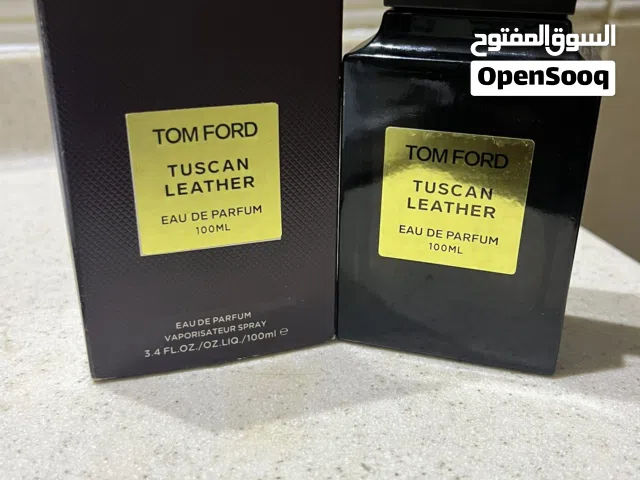 السوق المفتوح
OpenSooq
TOM FORD
TUSCAN
LEATHER
EAU DE PARFUM
100ML
EAU DE PARFUM
VAPORISATEUR SPRAY
3.4 FL.OZ./OZ.LIQ./100ml ℮
TOM FORD
TUSCAN
LEATHER
EAU DE PARFUM
100ML